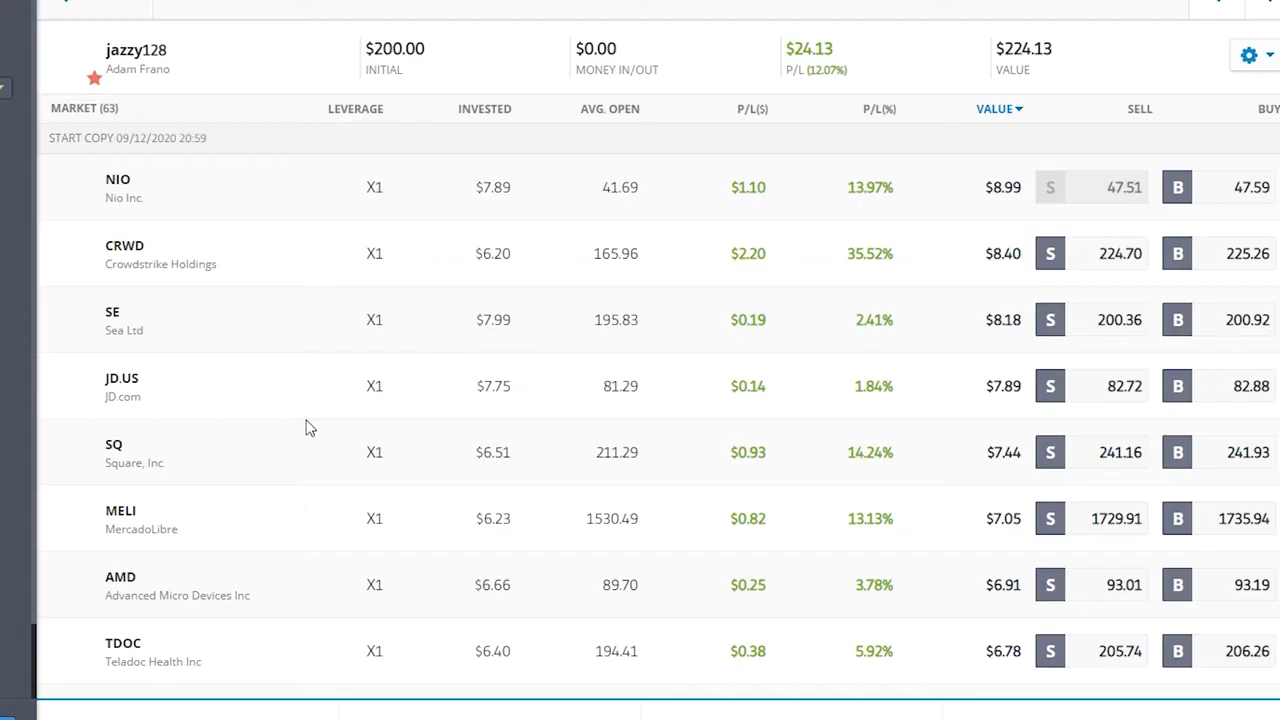 jazzy128
Adam Frano
$200.00
INITIAL
$0.00
MONEY IN/OUT
$24.13
P/L (12.07%)
$224.13
VALUE
MARKET (63) LEVERAGE INVESTED AVG. OPEN P/L($) P/L(%) VALUE SELL BUY
START COPY 09/12/2020 20:59
NIO X1 $7.89 41.69 $1.10 13.97% $8.99 S 47.51 B 47.59
Nio Inc.
CRWD X1 $6.20 165.96 $2.20 35.52% $8.40 S 224.70 B 225.26
Crowdstrike Holdings
SE X1 $7.99 195.83 $0.19 2.41% $8.18 S 200.36 B 200.92
Sea Ltd
JD.US X1 $7.75 81.29 $0.14 1.84% $7.89 S 82.72 B 82.88
JD.com
SQ X1 $6.51 211.29 $0.93 14.24% $7.44 S 241.16 B 241.93
Square, Inc.
MELI X1 $6.23 1530.49 $0.82 13.13% $7.05 S 1729.91 B 1735.94
MercadoLibre
AMD X1 $6.66 89.70 $0.25 3.78% $6.91 S 93.01 B 93.19
Advanced Micro Devices Inc
TDOC X1 $6.40 194.41 $0.38 5.92% $6.78 S 205.74 B 206.26
Teladoc Health Inc